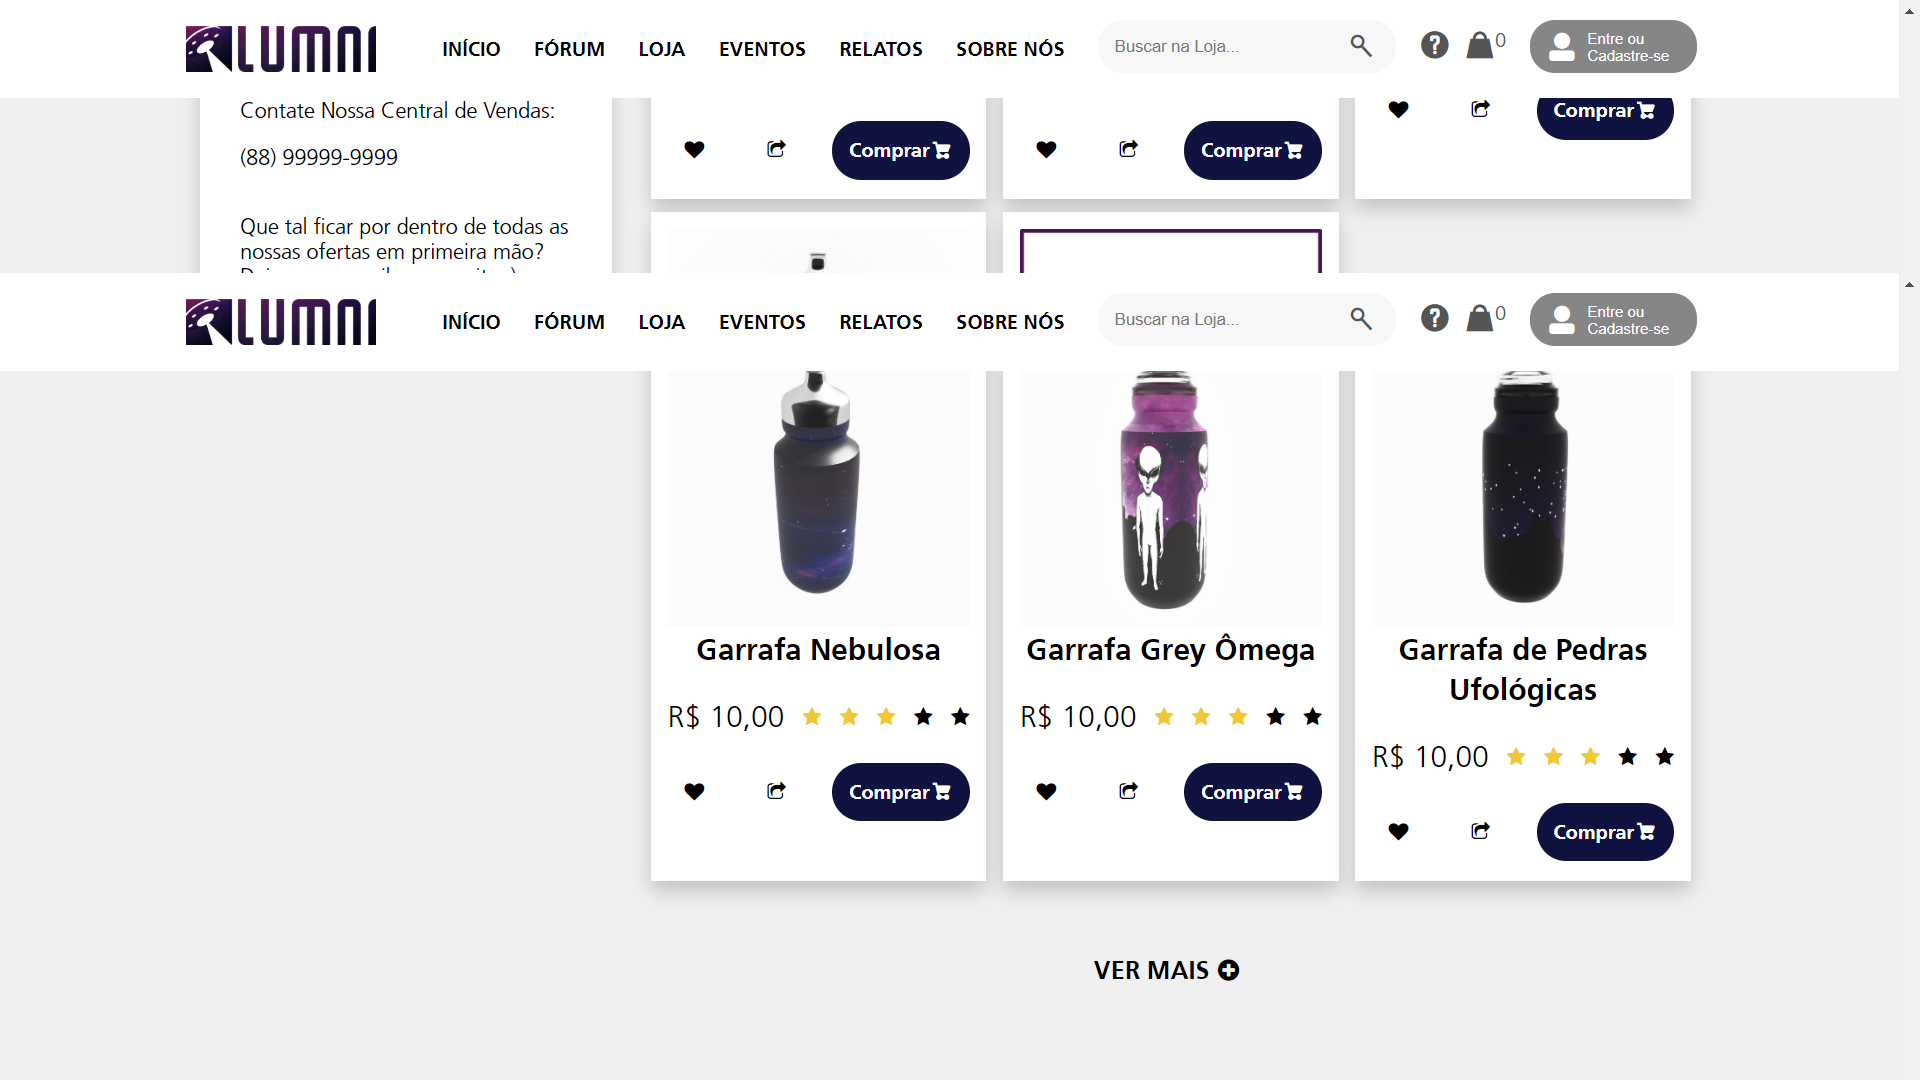 LUMNI
INÍCIO FÓRUM LOJA EVENTOS RELATOS SOBRE NÓS
Buscar na Loja...
0
Entre ou
Cadastre-se
Contate Nossa Central de Vendas:
(88) 99999-9999
Que tal ficar por dentro de todas as
nossas ofertas em primeira mão?
Comprar
Comprar
Comprar
LUMNI
INÍCIO FÓRUM LOJA EVENTOS RELATOS SOBRE NÓS
Buscar na Loja...
0
Entre ou
Cadastre-se
Garrafa Nebulosa
R$ 10,00
Comprar
Garrafa Grey Ômega
R$ 10,00
Comprar
Garrafa de Pedras
Ufológicas
R$ 10,00
Comprar
VER MAIS